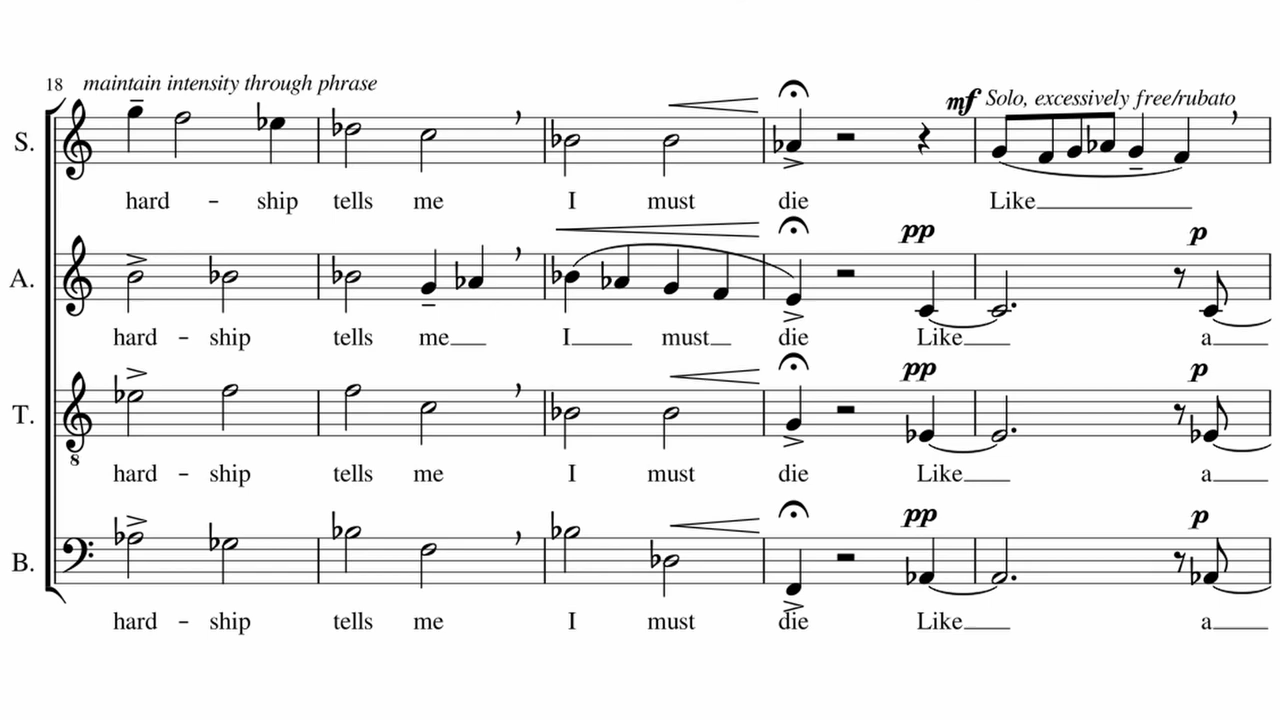 18 maintain intensity through phrase
mf Solo, excessively free/rubato
S.
hard - ship tells me I must die Like
pp p
A.
hard - ship tells me I must die Like a
pp p
T.
8
hard - ship tells me I must die Like a
pp p
B.
hard - ship tells me I must die Like a